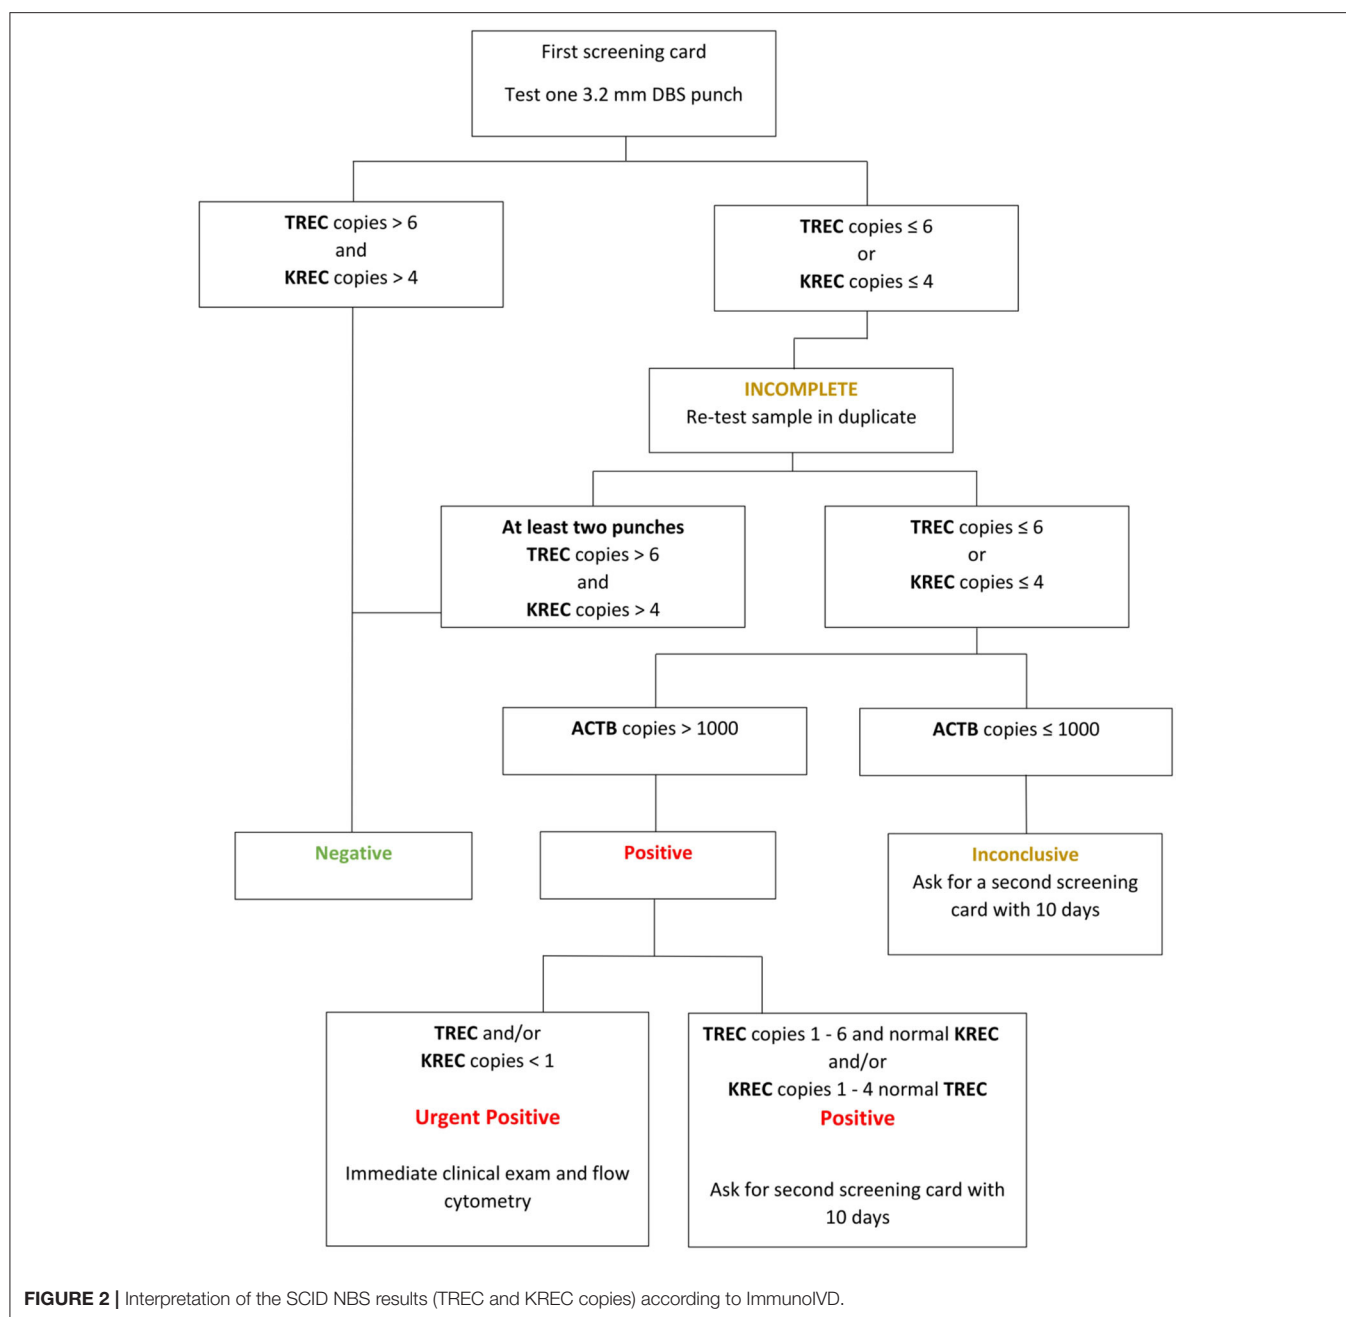 First screening card
Test one 3.2 mm DBS punch
TREC copies > 6
and
KREC copies > 4
TREC copies ≤ 6
or
KREC copies ≤ 4
INCOMPLETE
Re-test sample in duplicate
At least two punches
TREC copies > 6
and
KREC copies > 4
TREC copies ≤ 6
or
KREC copies ≤ 4
ACTB copies > 1000
ACTB copies ≤ 1000
Negative
Positive
Inconclusive
Ask for a second screening
card with 10 days
TREC and/or
KREC copies < 1
Urgent Positive
Immediate clinical exam and flow
cytometry
TREC copies 1 - 6 and normal KREC
and/or
KREC copies 1 - 4 normal TREC
Positive
Ask for second screening card with
10 days
FIGURE 2 | Interpretation of the SCID NBS results (TREC and KREC copies) according to ImmunoIVD.